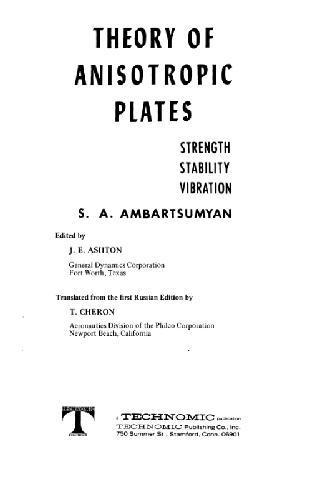 THEORY OF
ANISOTROPIC
PLATES
STRENGTH
STABILITY
VIBRATION
S. A. AMBARTSUMYAN
Edited by
J. E. ASHTON
General Dynamics Corporation
Fort Worth, Texas
Translated from the first Russian Edition by
T. CHERON
Aeronautics Division of the Philco Corporation
Newport Beach, California
TECHNOMIC
T
a TECHNOMIC publication
TECHNOMIC Publishing Co., Inc.
750 Summer St., Stamford, Conn. 06901